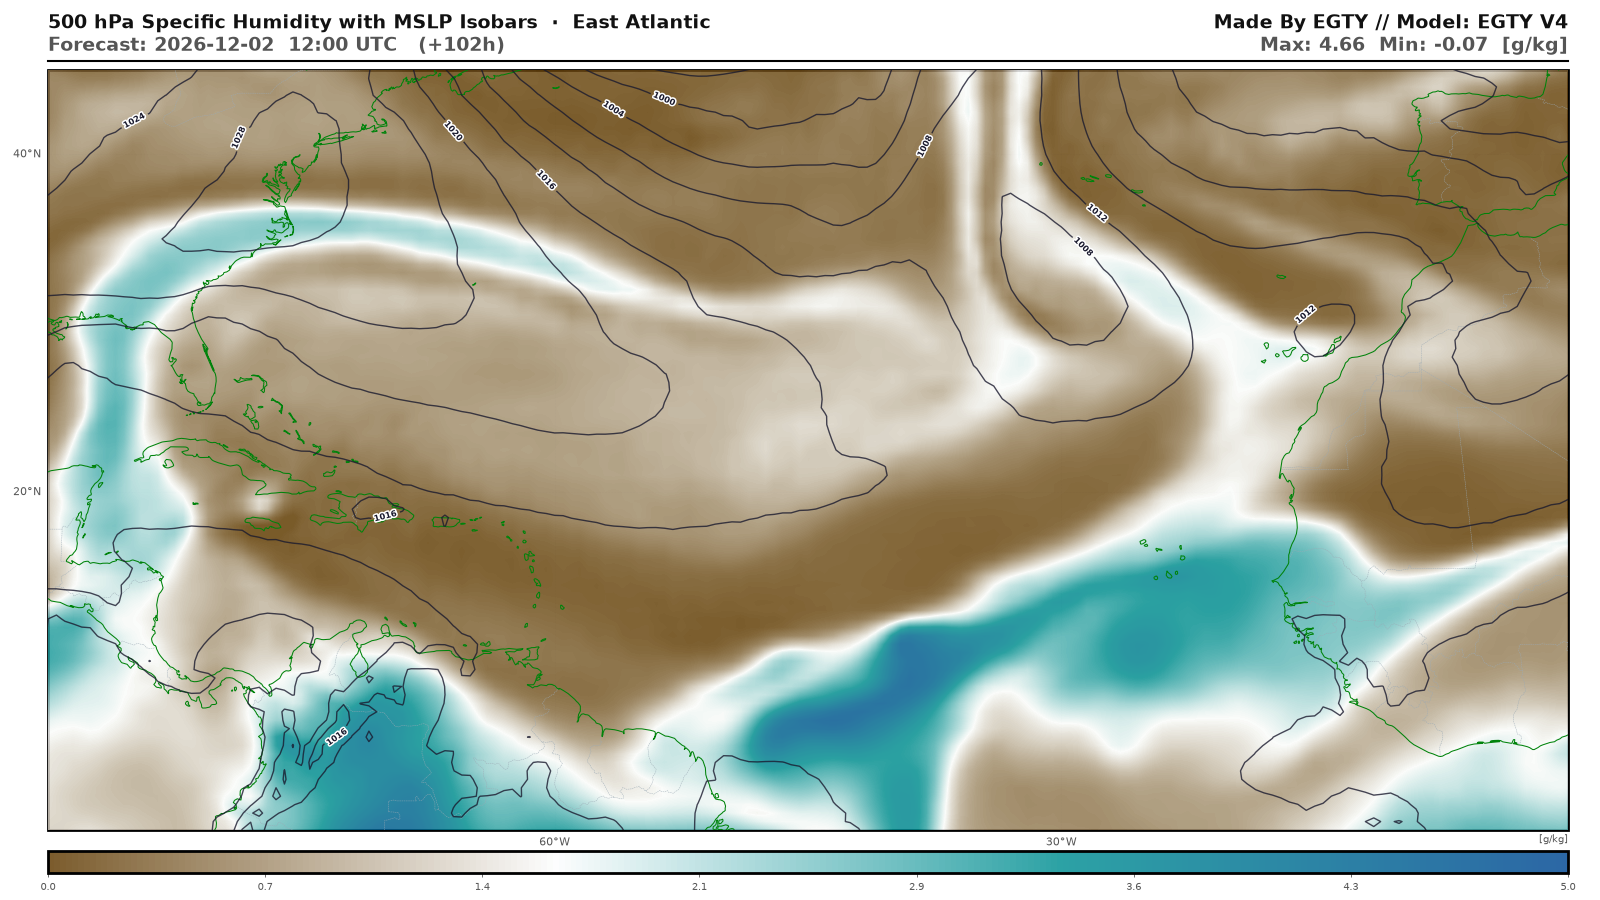 500 hPa Specific Humidity with MSLP Isobars · East Atlantic
Made By EGTY // Model: EGTY V4
Forecast: 2026-12-02 12:00 UTC (+102h)
Max: 4.66 Min: -0.07 [g/kg]
1000
1004
1024
1020
1028
1008
40°N
1016
1012
1008
1012
20°N
1016
1016
60°W
30°W
[g/kg]
0.0 0.7 1.4 2.1 2.9 3.6 4.3 5.0